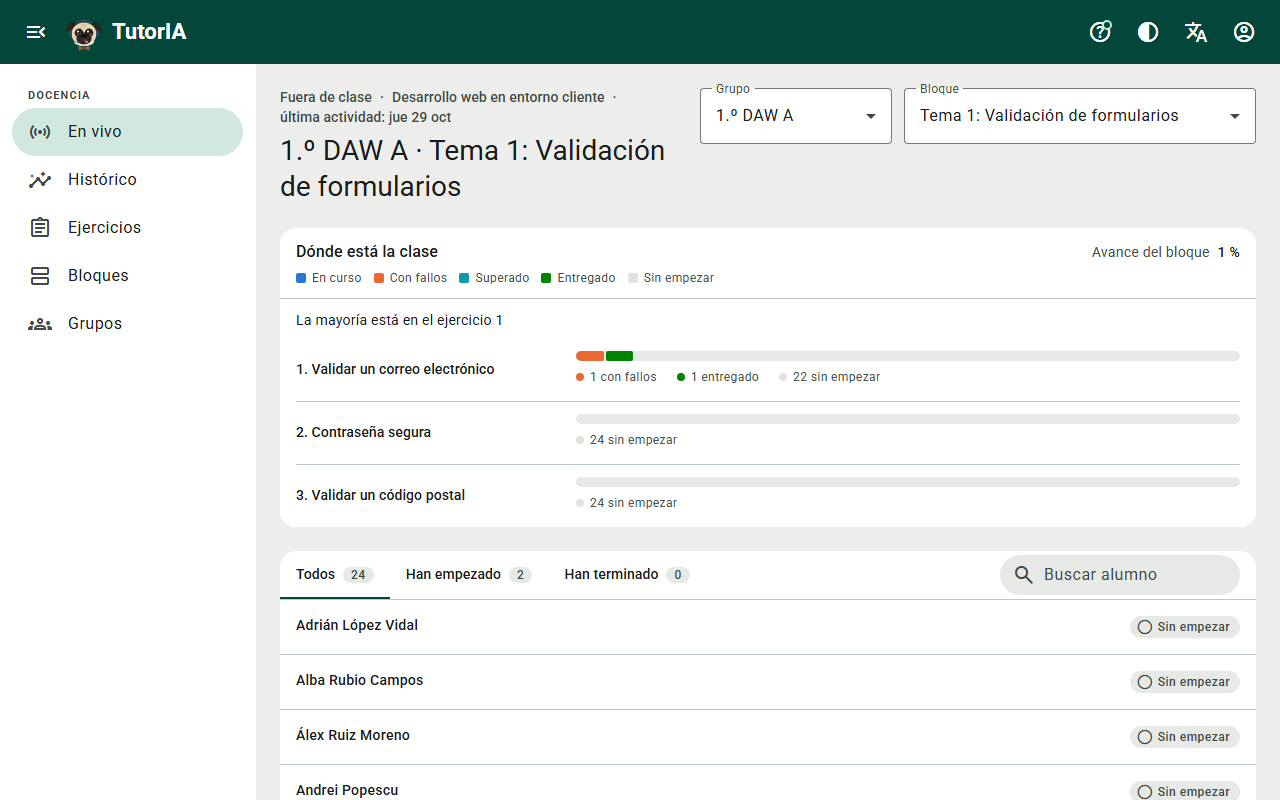 TutorIA
DOCENCIA
En vivo
Histórico
Ejercicios
Bloques
Grupos
Fuera de clase · Desarrollo web en entorno cliente ·
última actividad: jue 29 oct
1.º DAW A · Tema 1: Validación
de formularios
Grupo
1.º DAW A
Bloque
Tema 1: Validación de formularios
Dónde está la clase
Avance del bloque 1 %
En curso Con fallos Superado Entregado Sin empezar
La mayoría está en el ejercicio 1
1. Validar un correo electrónico
1 con fallos 1 entregado 22 sin empezar
2. Contraseña segura
24 sin empezar
3. Validar un código postal
24 sin empezar
Todos 24 Han empezado 2 Han terminado 0
Buscar alumno
Adrián López Vidal Sin empezar
Alba Rubio Campos Sin empezar
Álex Ruiz Moreno Sin empezar
Andrei Popescu Sin empezar